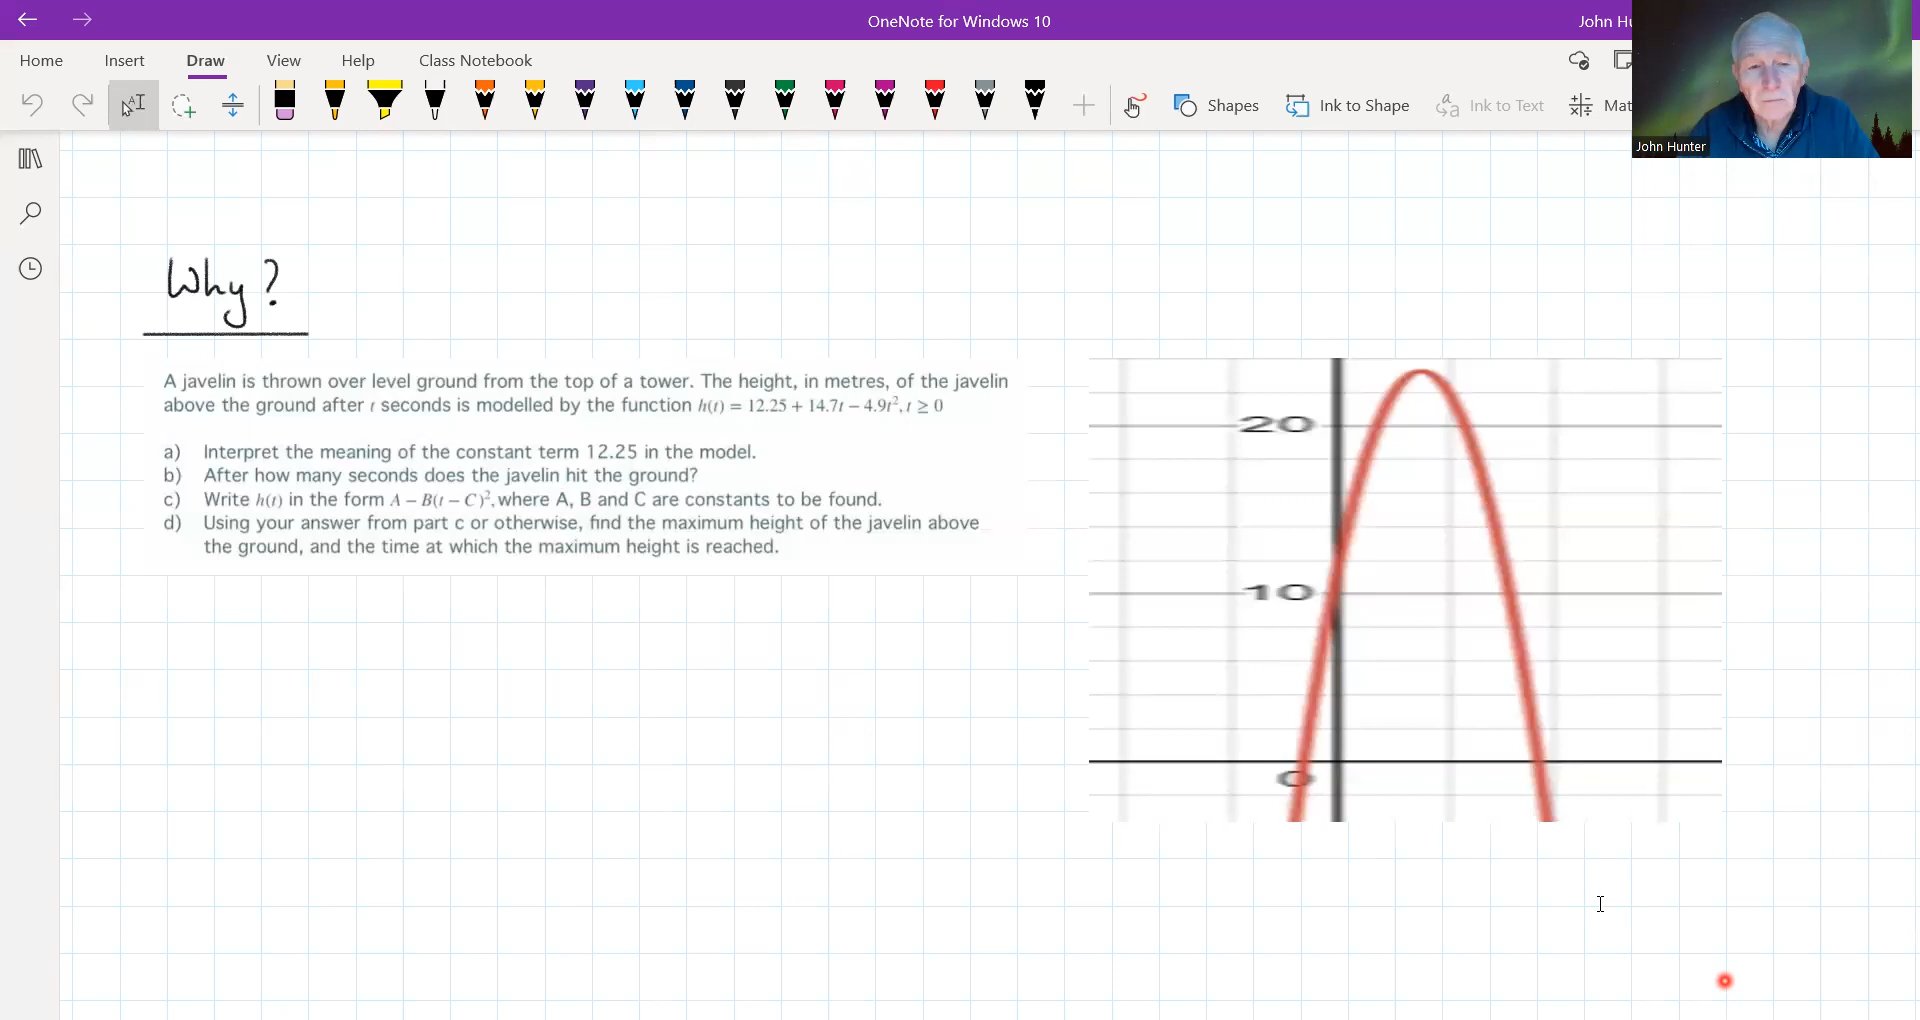 OneNote for Windows 10
John Hu
Home Insert Draw View Help Class Notebook
Shapes Ink to Shape Ink to Text Mat
John Hunter
Why?
A javelin is thrown over level ground from the top of a tower. The height, in metres, of the javelin
above the ground after t seconds is modelled by the function h(t) = 12.25 + 14.7t − 4.9t², t ≥ 0
a) Interpret the meaning of the constant term 12.25 in the model.
b) After how many seconds does the javelin hit the ground?
c) Write h(t) in the form A − B(t − C)², where A, B and C are constants to be found.
d) Using your answer from part c or otherwise, find the maximum height of the javelin above
the ground, and the time at which the maximum height is reached.
20
10
0